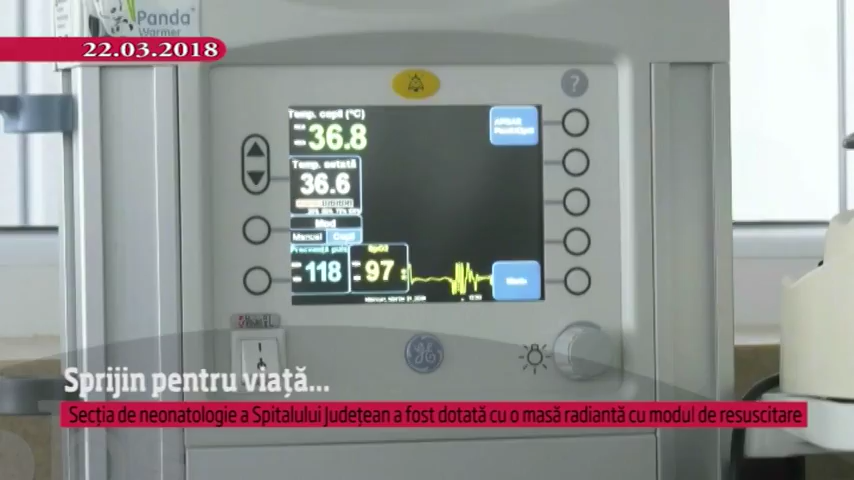 Panda
Warmer
22.03.2018
?
Temp. copil (°C)
36.8
Temp. setată
36.6
Mod
Manual Copil
Frecvență puls
118
SpO2
97
GE
Sprijin pentru viață...
Secția de neonatologie a Spitalului Județean a fost dotată cu o masă radiantă cu modul de resuscitare